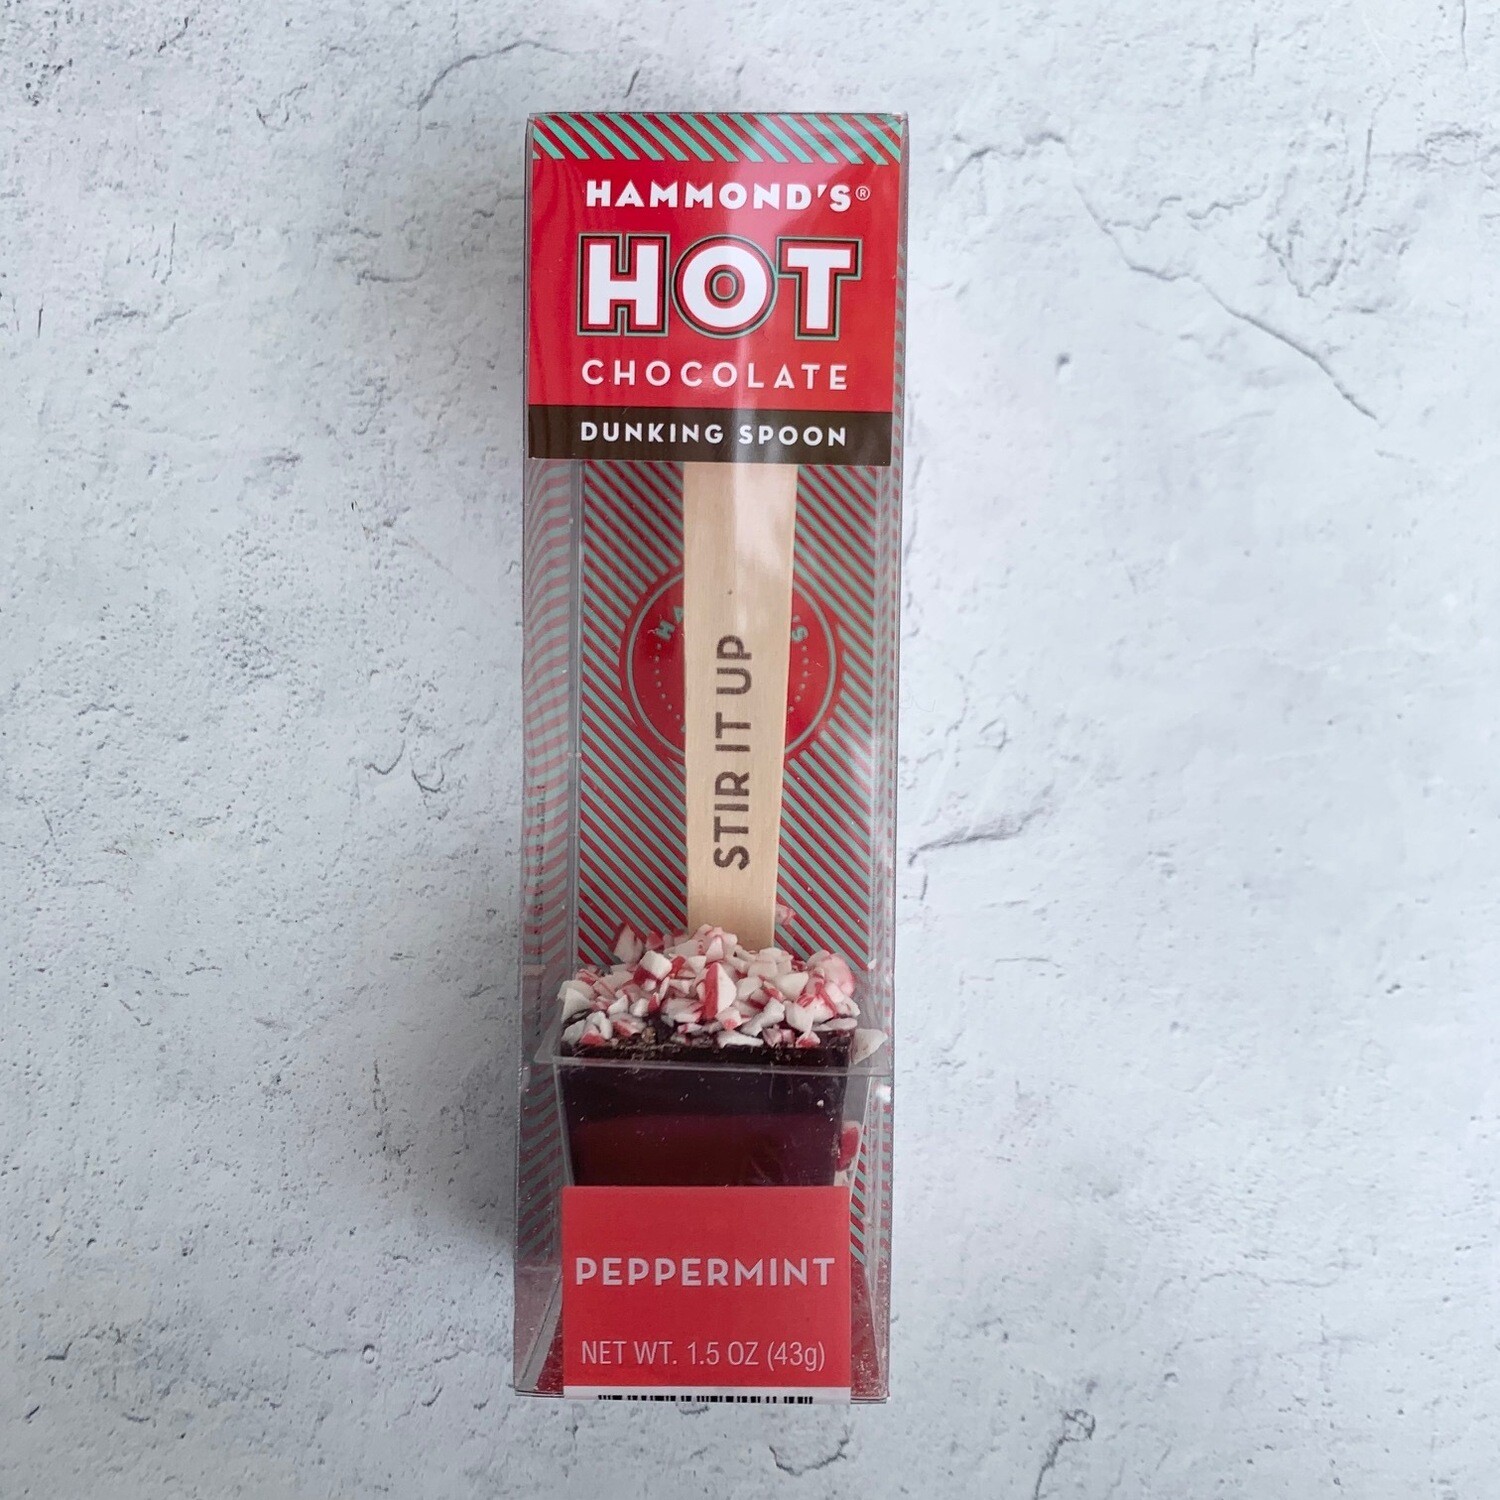 HAMMOND'S®
HOT
CHOCOLATE
DUNKING SPOON
STIR IT UP
PEPPERMINT
NET WT. 1.5 OZ (43g)